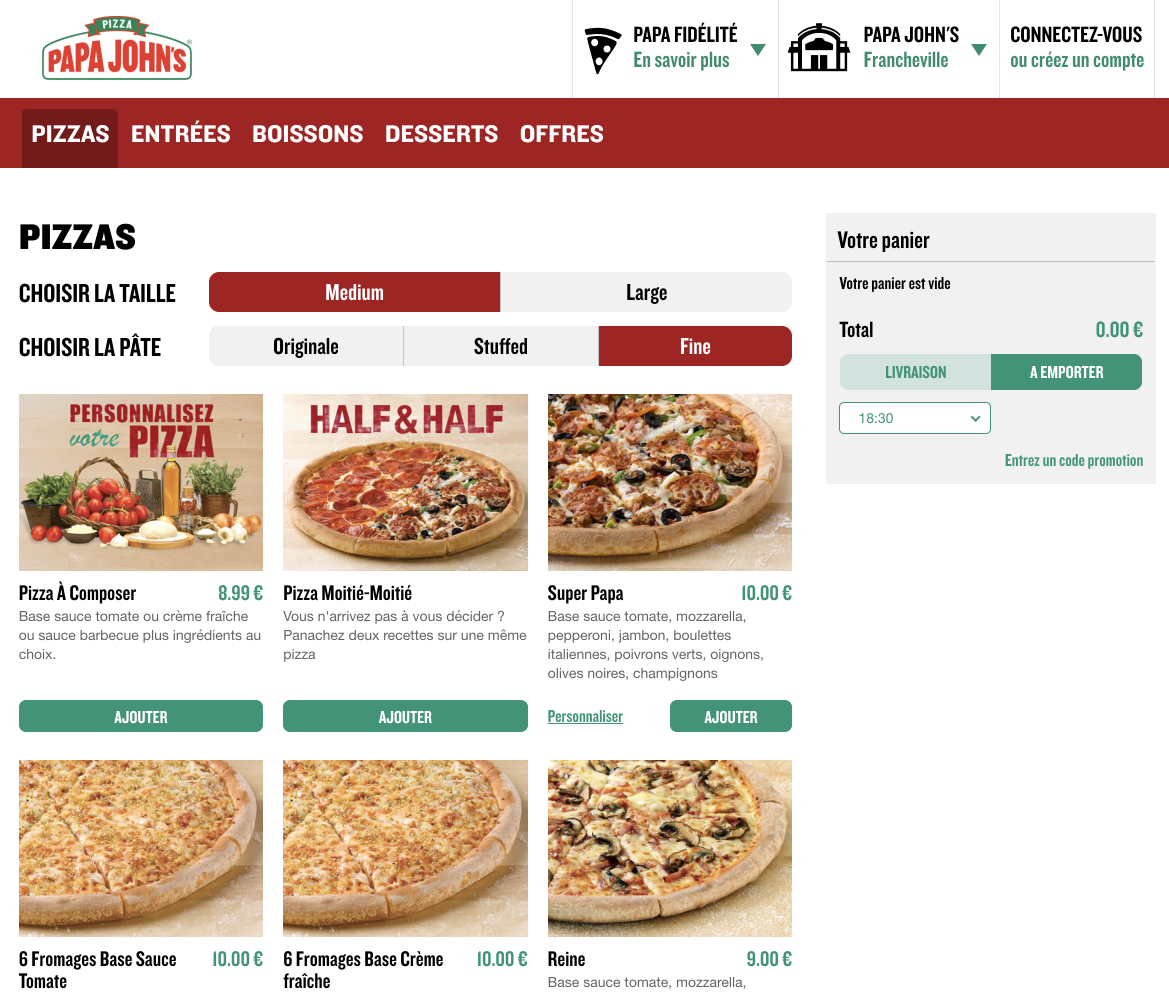 PIZZA
PAPA JOHN'S
PAPA FIDÉLITÉ
En savoir plus
PAPA JOHN'S
Francheville
CONNECTEZ-VOUS
ou créez un compte
PIZZAS ENTRÉES BOISSONS DESSERTS OFFRES
PIZZAS
CHOISIR LA TAILLE
Medium
Large
CHOISIR LA PÂTE
Originale
Stuffed
Fine
Votre panier
Votre panier est vide
Total 0.00 €
LIVRAISON
A EMPORTER
18:30
Entrez un code promotion
PERSONNALISEZ
votre PIZZA
Pizza À Composer 8.99 €
Base sauce tomate ou crème fraîche
ou sauce barbecue plus ingrédients au
choix.
AJOUTER
HALF & HALF
Pizza Moitié-Moitié
Vous n'arrivez pas à vous décider ?
Panachez deux recettes sur une même
pizza
AJOUTER
Super Papa 10.00 €
Base sauce tomate, mozzarella,
pepperoni, jambon, boulettes
italiennes, poivrons verts, oignons,
olives noires, champignons
Personnaliser
AJOUTER
6 Fromages Base Sauce 10.00 €
Tomate
6 Fromages Base Crème 10.00 €
fraîche
Reine 9.00 €
Base sauce tomate, mozzarella,